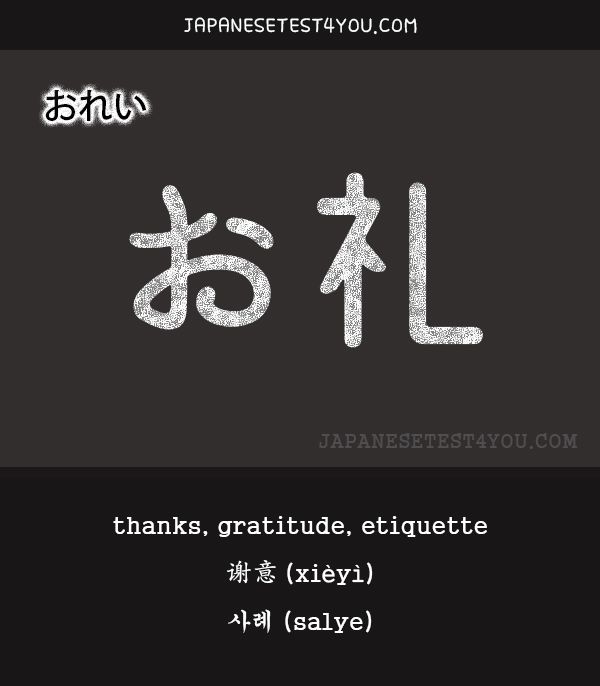 JAPANESETEST4YOU.COM
おれい
お礼
JAPANESETEST4YOU.COM
thanks, gratitude, etiquette
谢意 (xièyì)
사례 (salye)